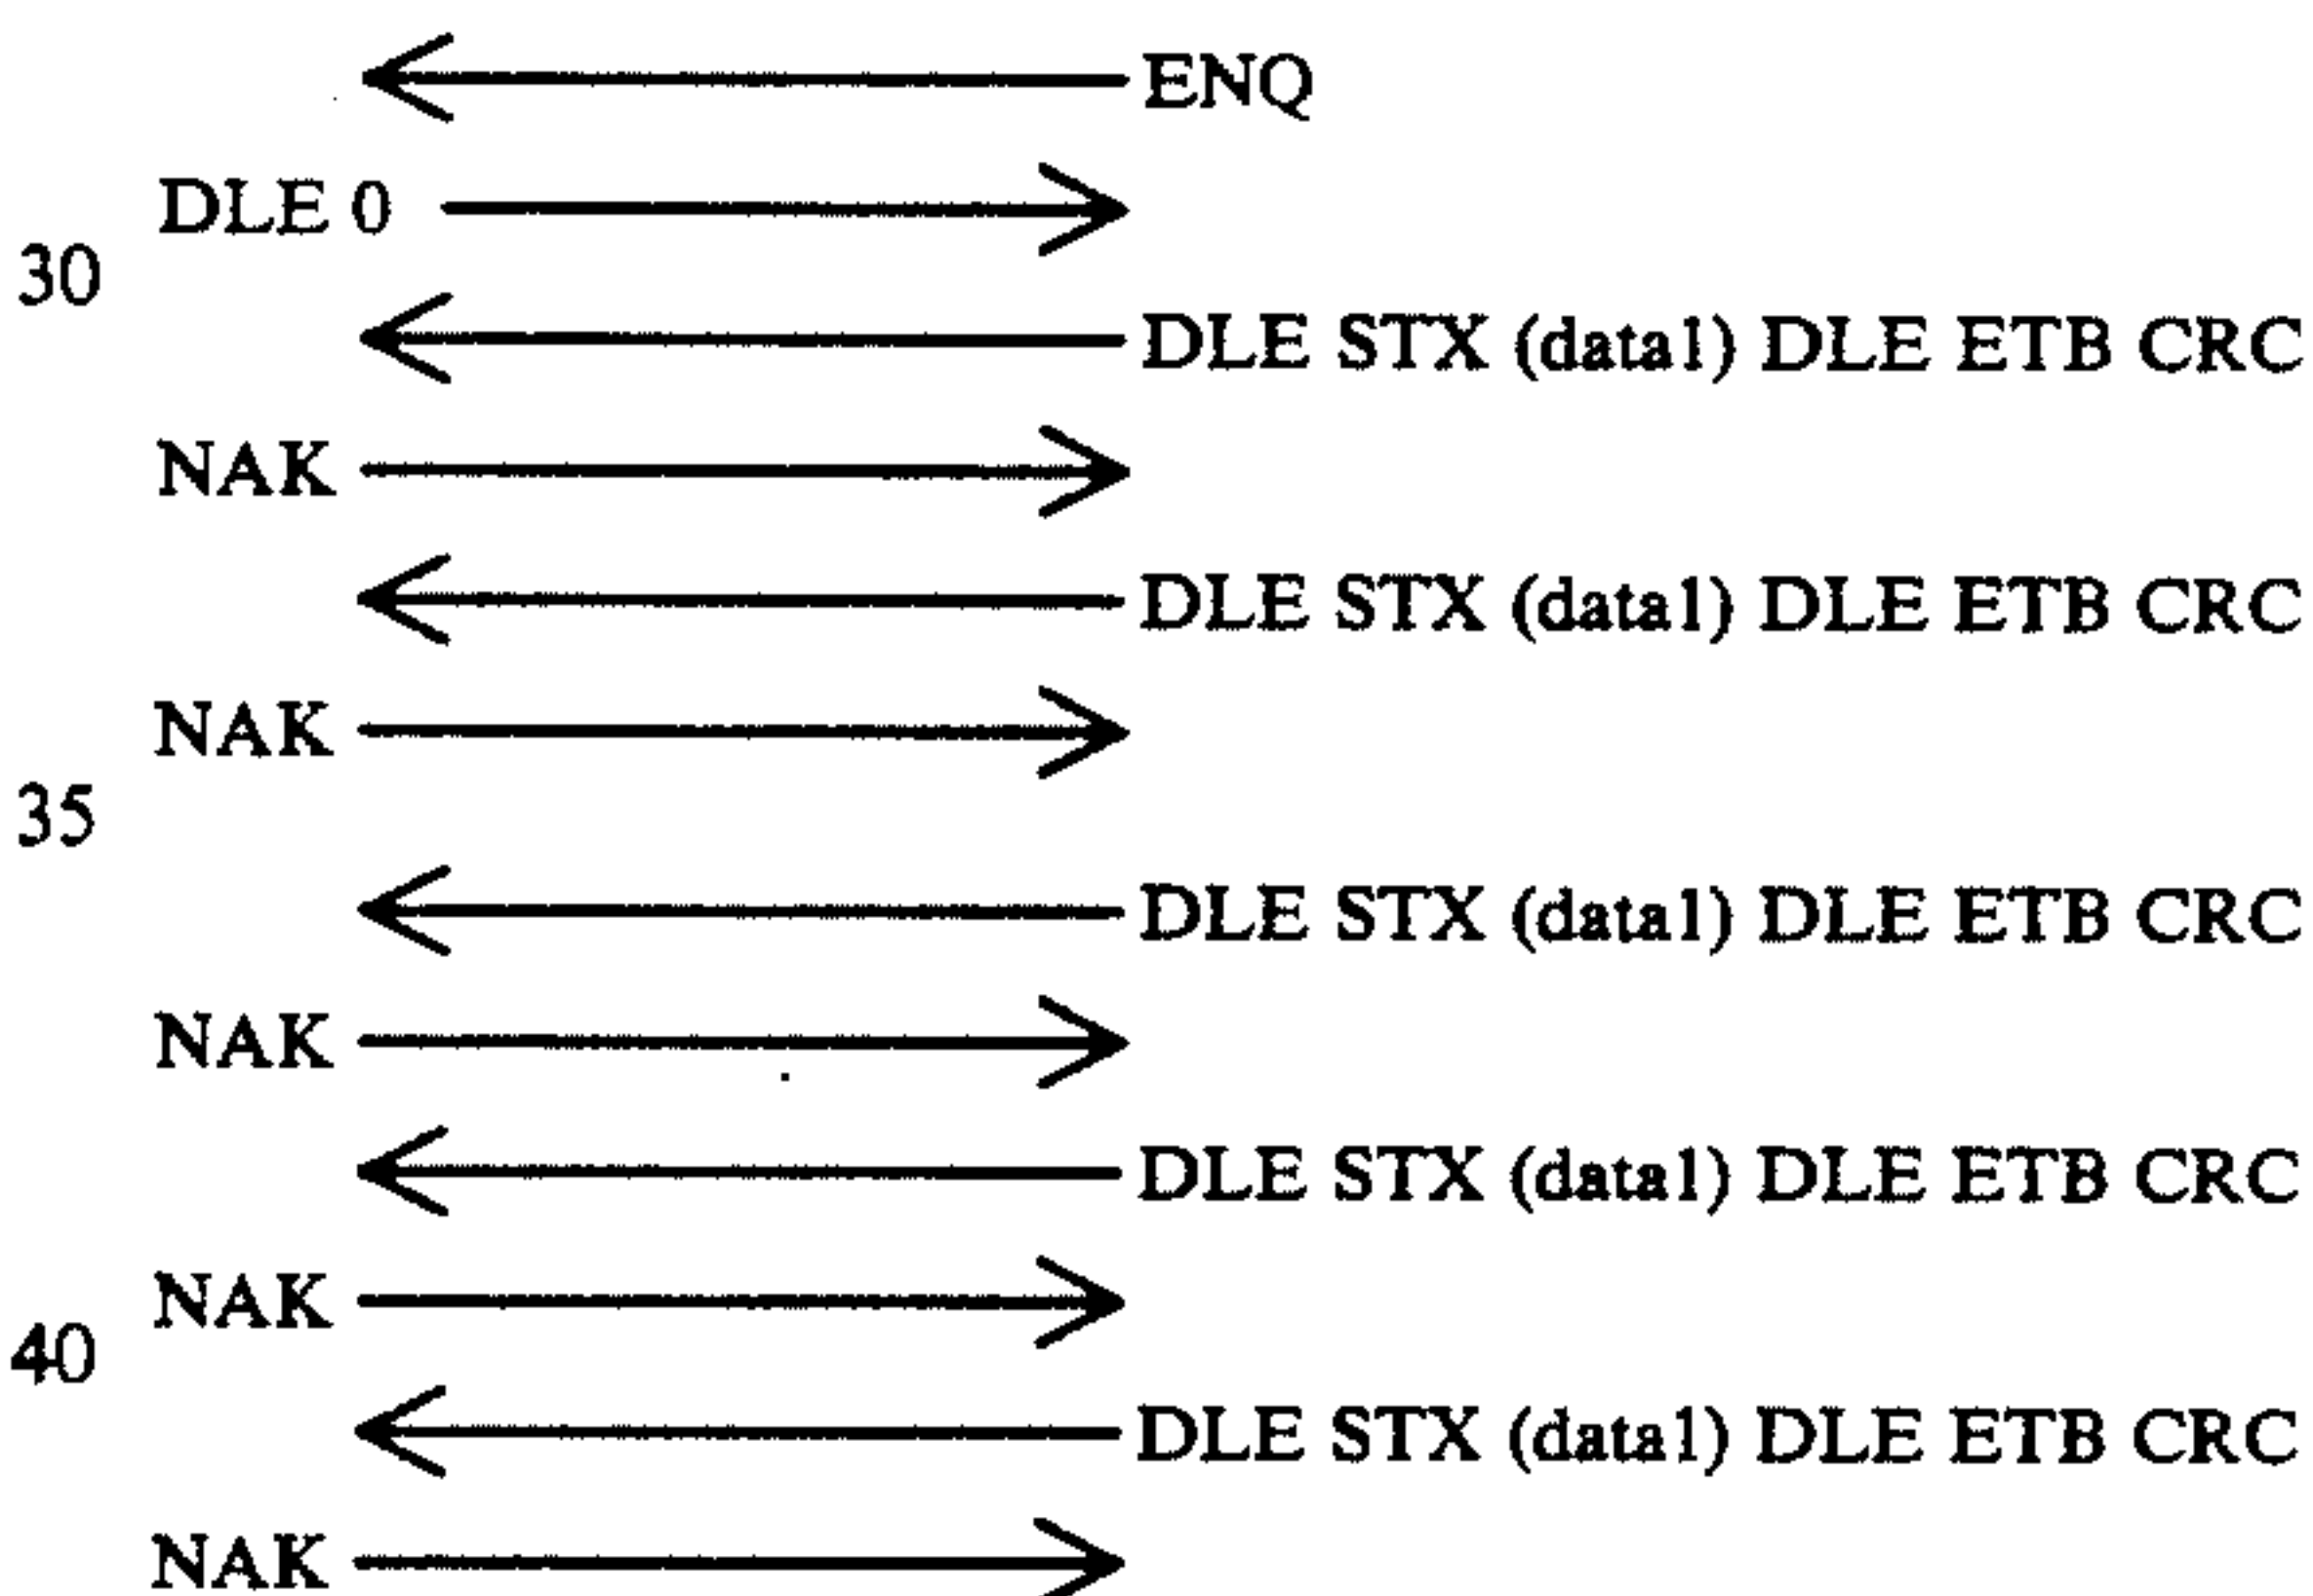 ENQ
DLE 0
30
DLE STX (data1) DLE ETB CRC
NAK
DLE STX (data1) DLE ETB CRC
NAK
35
DLE STX (data1) DLE ETB CRC
NAK
DLE STX (data1) DLE ETB CRC
NAK
40
DLE STX (data1) DLE ETB CRC
NAK